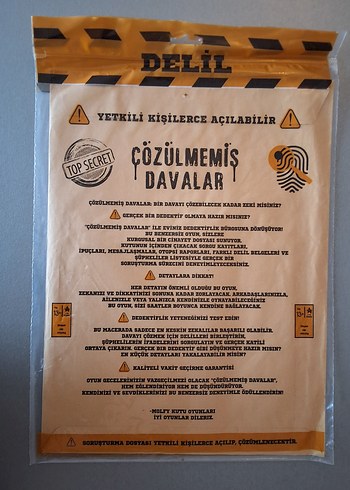 DELİL
YETKİLİ KİŞİLERCE AÇILABİLİR
TOP SECRET
ÇÖZÜLMEMİŞ
DAVALAR
ÇÖZÜLMEMİŞ DAVALAR: BİR DAVAYI ÇÖZEBİLECEK KADAR ZEKİ MİSİNİZ?
GERÇEK BİR DEDEKTİF OLMAYA HAZIR MISINIZ?
"ÇÖZÜLMEMİŞ DAVALAR" İLE EVİNİZ DEDEKTİFLİK BÜROSUNA DÖNÜŞÜYOR!
BU BENZERSİZ OYUN, SİZLERE
KURGUSAL BİR CİNAYET DOSYASI SUNUYOR.
KUTUNUN İÇİNDEN ÇIKACAK SORGU KAYITLARI,
İPUÇLARI, MESAJLAŞMALAR, OTOPSİ RAPORLARI, FARKLI DELİL BELGELERİ VE
ŞÜPHELİLER LİSTESİYLE GERÇEK BİR
SORUŞTURMA SÜRECİNİ DENEYİMLEYECEKSİNİZ.
DETAYLARA DİKKAT!
HER DETAYIN ÖNEMLİ OLDUĞU BU OYUN,
ZEKANIZI VE DİKKATİNİZİ SONUNA KADAR ZORLAYACAK. ARKADAŞLARINIZLA,
AİLENİZLE VEYA YALNIZCA KENDİNİZLE OYNAYABİLECEĞİNİZ
BU OYUN, SİZİ SAATLER BOYUNCA KENDİNE BAĞLAYACAK.
DEDEKTİFLİK YETENEĞİNİZİ TEST EDİN!
BU MACERADA SADECE EN KESKİN ZEKALILAR BAŞARILI OLABİLİR.
DAVAYI ÇÖZMEK İÇİN DELİLLERİ BİRLEŞTİRİN,
ŞÜPHELİLERİN İFADELERİNİ SORGULAYIN VE GERÇEK KATİLİ
ORTAYA ÇIKARIN. GERÇEK BİR DEDEKTİF GİBİ DÜŞÜNMEYE HAZIR MISIN?
EN KÜÇÜK DETAYLARI YAKALAYABİLİR MİSİN?
KALİTELİ VAKİT GEÇİRME GARANTİSİ
OYUN GECELERİNİZİN VAZGEÇİLMEZİ OLACAK "ÇÖZÜLMEMİŞ DAVALAR",
HEM EĞLENDİRİYOR HEM DE DÜŞÜNDÜRÜYOR.
KENDİNİZİ VE SEVDİKLERİNİZİ BU BENZERSİZ DENEYİMLE ÖDÜLLENDİRİN!
-MOLFY KUTU OYUNLARI
İYİ OYUNLAR DİLERİZ.
SORUŞTURMA DOSYASI YETKİLİ KİŞİLERCE AÇILIP, ÇÖZÜMLENECEKTİR.